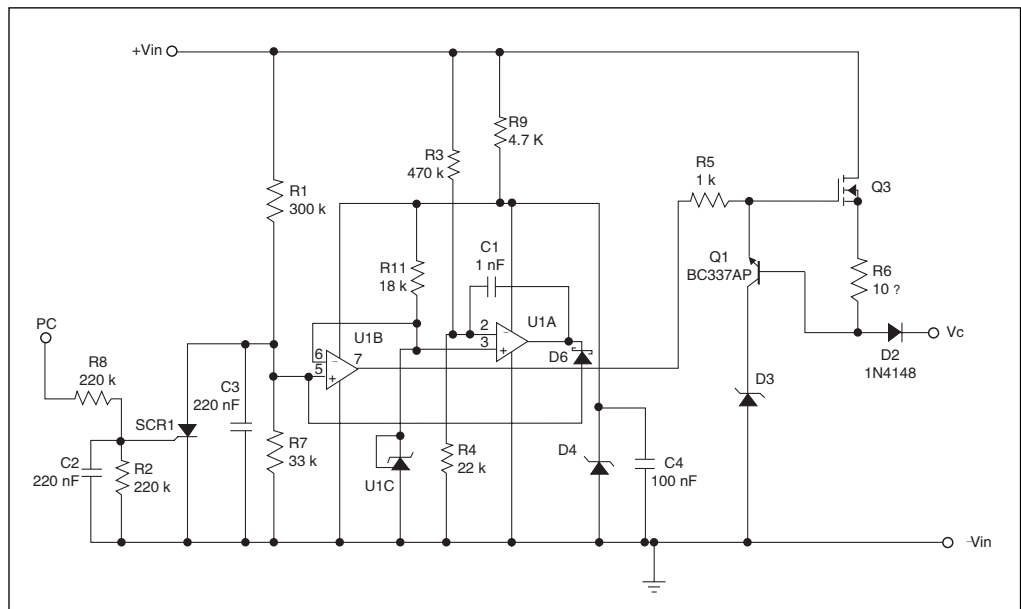 +Vin
R9
4.7 K
R3
470 k
R5
1 k
Q3
R1
300 k
C1
1 nF
R11
18 k
Q1
BC337AP
R6
10 ?
PC
U1B
U1A
2
3
6
5
7
–
+
–
+
D6
Vc
D2
1N4148
R8
220 k
C3
220 nF
D3
SCR1
R7
33 k
R4
22 k
D4
C4
100 nF
C2
220 nF
R2
220 k
U1C
–Vin